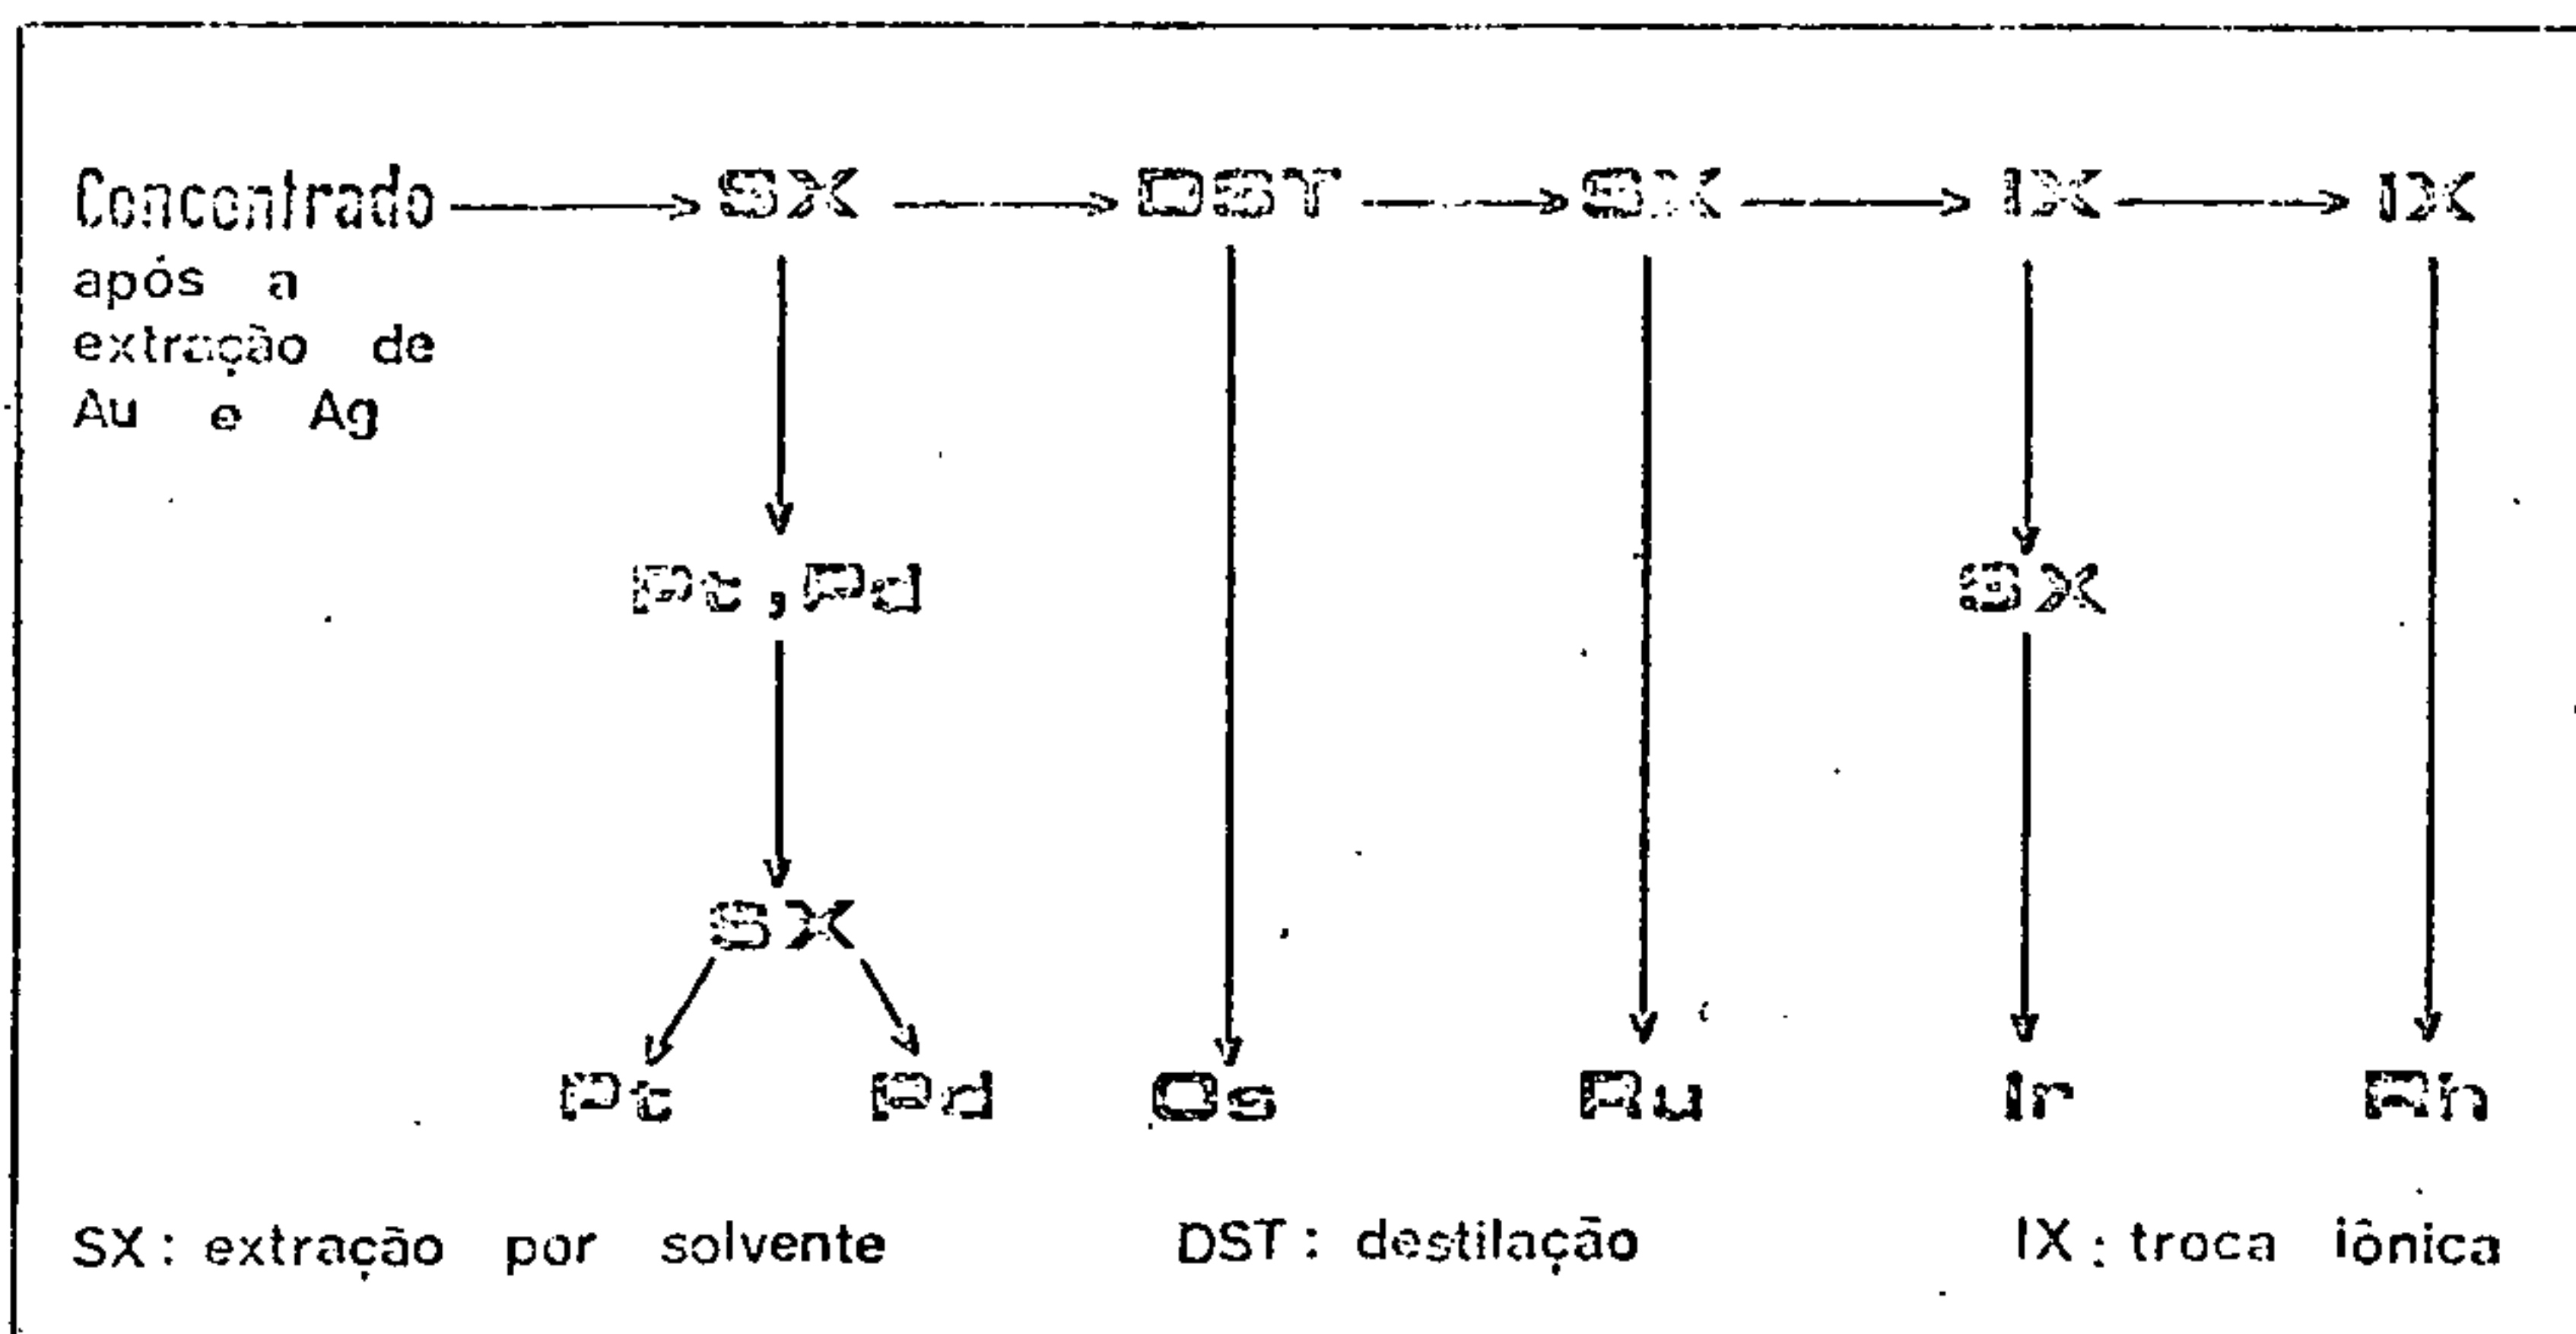 Concentrado SX DST SX IX IX
após a
extração de
Au e Ag
Pt, Pd SX
SX
Pt Pd Os Ru Ir Rh
SX: extração por solvente DST: destilação IX: troca iônica